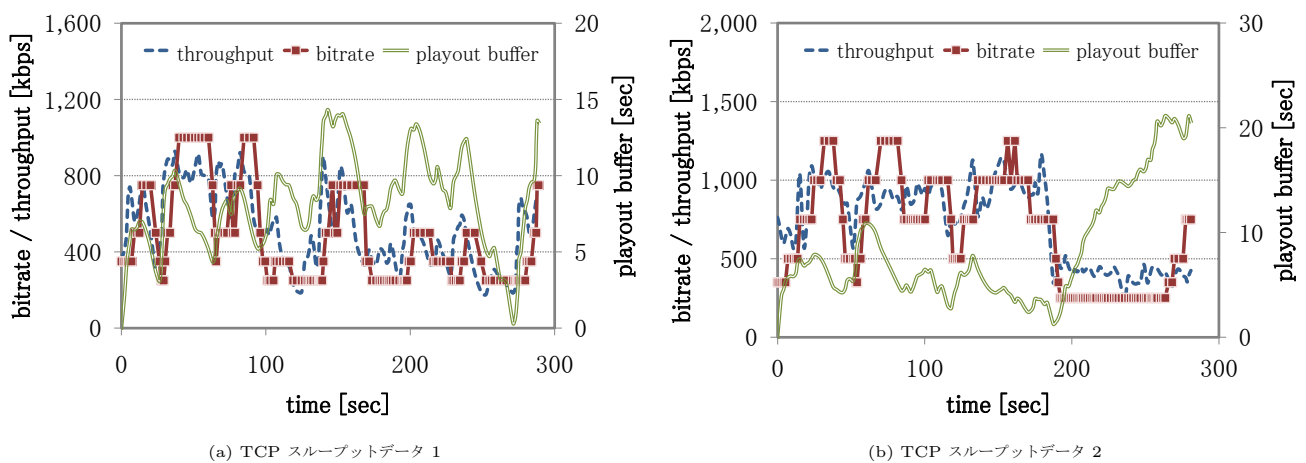 1,600
1,200
800
400
0
20
15
10
5
0
throughput bitrate playout buffer
bitrate / throughput [kbps]
playout buffer [sec]
0 100 200 300
time [sec]
(a) TCP スループットデータ 1
2,000
1,500
1,000
500
0
30
20
10
0
throughput bitrate playout buffer
bitrate / throughput [kbps]
playout buffer [sec]
0 100 200 300
time [sec]
(b) TCP スループットデータ 2